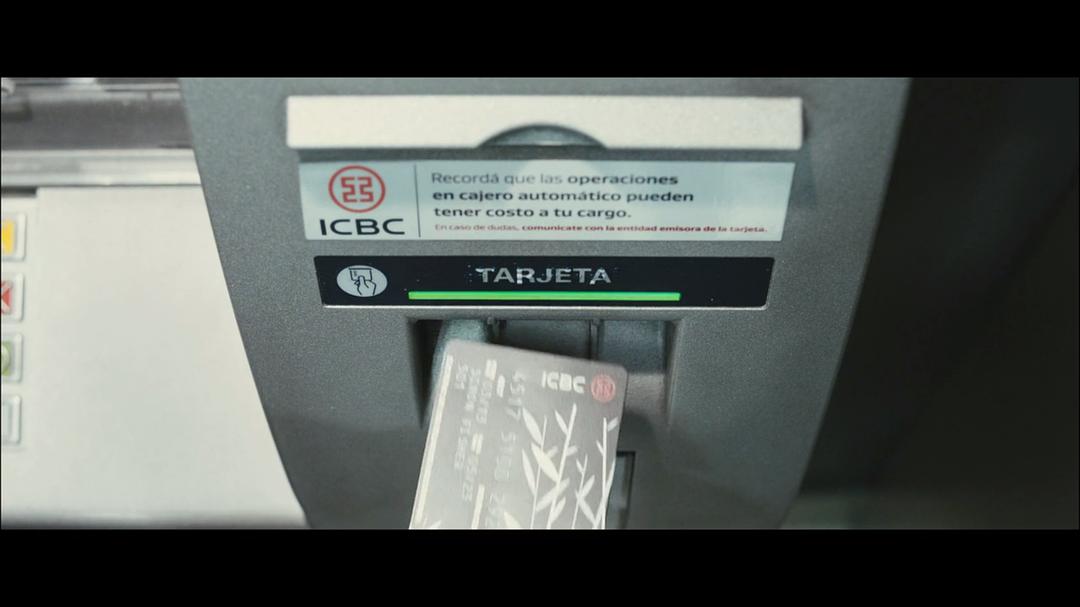 ICBC
Recordá que las operaciones
en cajero automático pueden
tener costo a tu cargo.
En caso de dudas, comunicate con la entidad emisora de la tarjeta.
TARJETA
ICBC